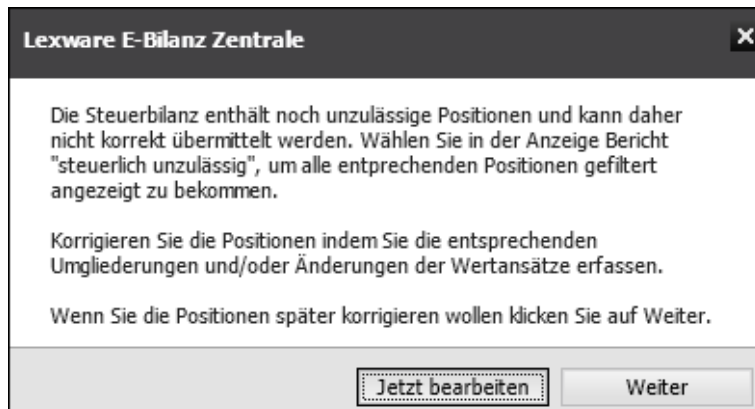 Lexware E-Bilanz Zentrale
Die Steuerbilanz enthält noch unzulässige Positionen und kann daher
nicht korrekt übermittelt werden. Wählen Sie in der Anzeige Bericht
"steuerlich unzulässig", um alle entprechenden Positionen gefiltert
angezeigt zu bekommen.
Korrigieren Sie die Positionen indem Sie die entsprechenden
Umgliederungen und/oder Änderungen der Wertansätze erfassen.
Wenn Sie die Positionen später korrigieren wollen klicken Sie auf Weiter.
Jetzt bearbeiten Weiter